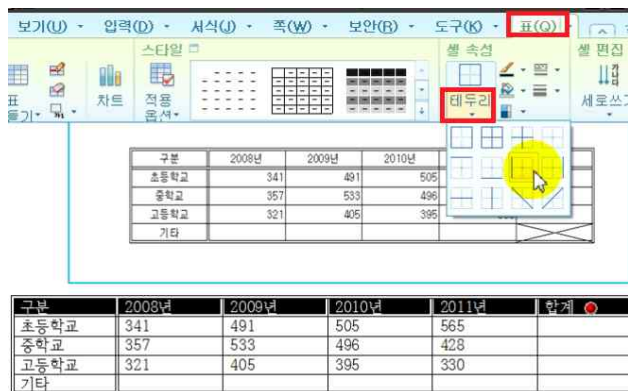 보기(U) 입력(D) 서식(J) 쪽(W) 보안(B) 도구(K) 표(Q)
스타일 셀 속성 셀 편집
표 차트 적용 테두리 세로쓰
옵션
구분 2008년 2009년 2010년
초등학교 341 491 505
중학교 357 533 496
고등학교 321 405 395
기타
구분 2008년 2009년 2010년 2011년 합계
초등학교 341 491 505 565
중학교 357 533 496 428
고등학교 321 405 395 330
기타